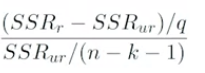 (SSR_r − SSR_ur)/q
SSR_ur/(n − k − 1)